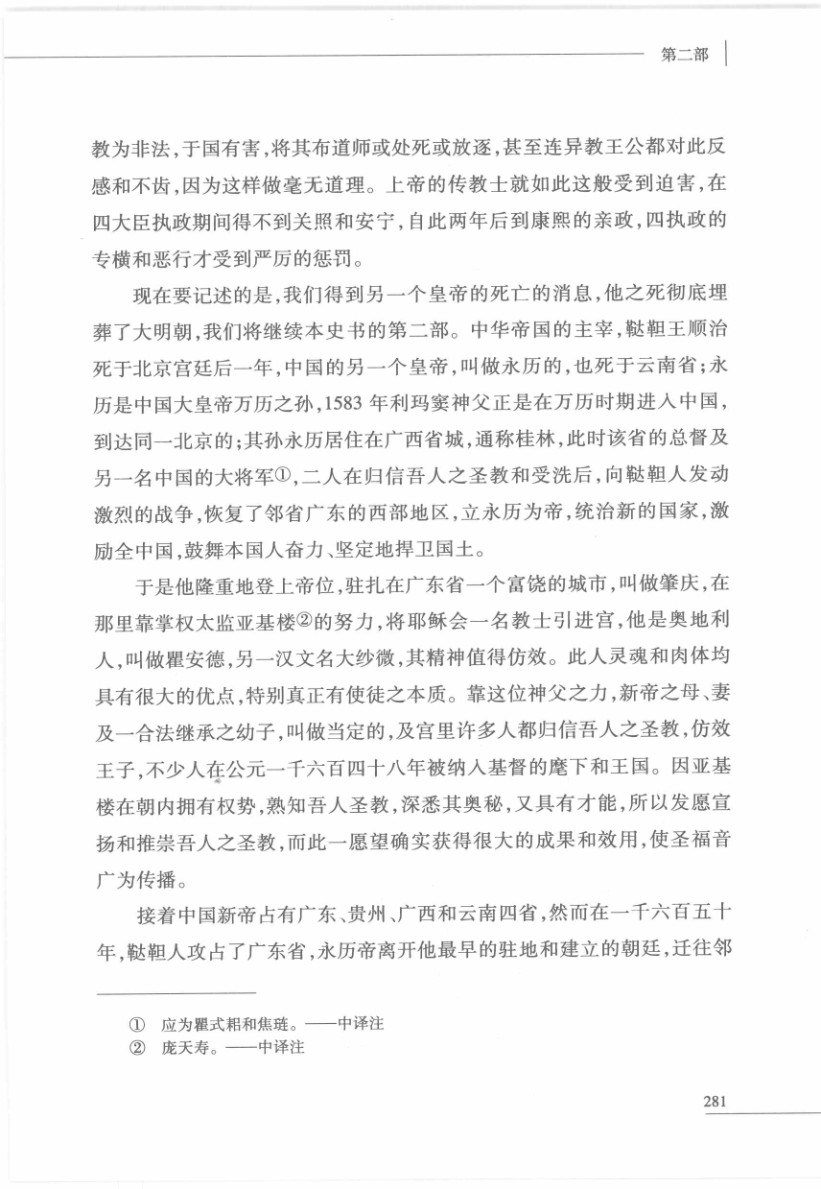 第二部
教为非法,于国有害,将其布道师或处死或放逐,甚至连异教王公都对此反
感和不齿,因为这样做毫无道理。上帝的传教士就如此这般受到迫害,在
四大臣执政期间得不到关照和安宁,自此两年后到康熙的亲政,四执政的
专横和恶行才受到严厉的惩罚。
现在要记述的是,我们得到另一个皇帝的死亡的消息,他之死彻底埋
葬了大明朝,我们将继续本史书的第二部。中华帝国的主宰,鞑靼王顺治
死于北京宫廷后一年,中国的另一个皇帝,叫做永历的,也死于云南省;永
历是中国大皇帝万历之孙,1583 年利玛窦神父正是在万历时期进入中国,
到达同一北京的;其孙永历居住在广西省城,通称桂林,此时该省的总督及
另一名中国的大将军①,二人在归信吾人之圣教和受洗后,向鞑靼人发动
激烈的战争,恢复了邻省广东的西部地区,立永历为帝,统治新的国家,激
励全中国,鼓舞本国人奋力、坚定地捍卫国土。
于是他隆重地登上帝位,驻扎在广东省一个富饶的城市,叫做肇庆,在
那里靠掌权太监亚基楼②的努力,将耶稣会一名教士引进宫,他是奥地利
人,叫做瞿安德,另一汉文名大纱微,其精神值得仿效。此人灵魂和肉体均
具有很大的优点,特别真正有使徒之本质。靠这位神父之力,新帝之母、妻
及一合法继承之幼子,叫做当定的,及宫里许多人都归信吾人之圣教,仿效
王子,不少人在公元一千六百四十八年被纳入基督的麾下和王国。因亚基
楼在朝内拥有权势,熟知吾人圣教,深悉其奥秘,又具有才能,所以发愿宣
扬和推崇吾人之圣教,而此一愿望确实获得很大的成果和效用,使圣福音
广为传播。
接着中国新帝占有广东、贵州、广西和云南四省,然而在一千六百五十
年,鞑靼人攻占了广东省,永历帝离开他最早的驻地和建立的朝廷,迁往邻
① 应为瞿式耜和焦琏。——中译注
② 庞天寿。——中译注
281